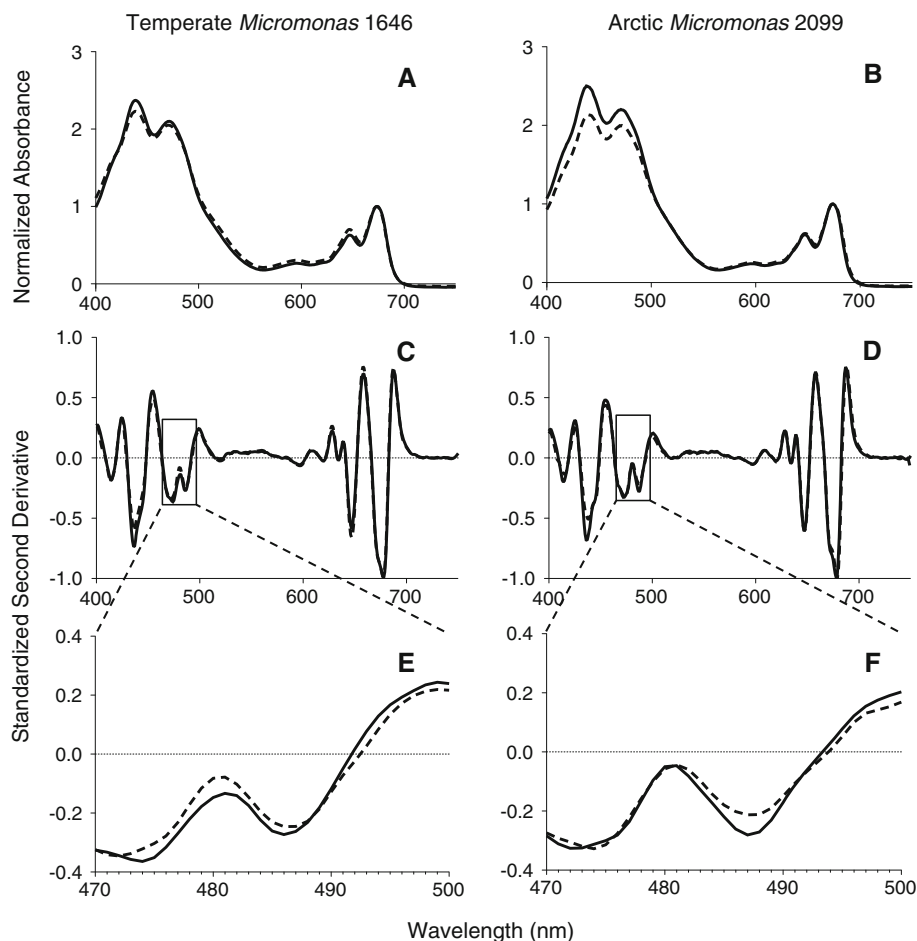 Temperate Micromonas 1646
Arctic Micromonas 2099
Normalized Absorbance
A
3
2
1
0
400 500 600 700
B
3
2
1
0
400 500 600 700
Standardized Second Derivative
C
1.0
0.5
0.0
-0.5
-1.0
400 500 600 700
D
1.0
0.5
0.0
-0.5
-1.0
400 500 600 700
E
0.4
0.2
0.0
-0.2
-0.4
470 480 490 500
F
0.4
0.2
0.0
-0.2
-0.4
470 480 490 500
Wavelength (nm)